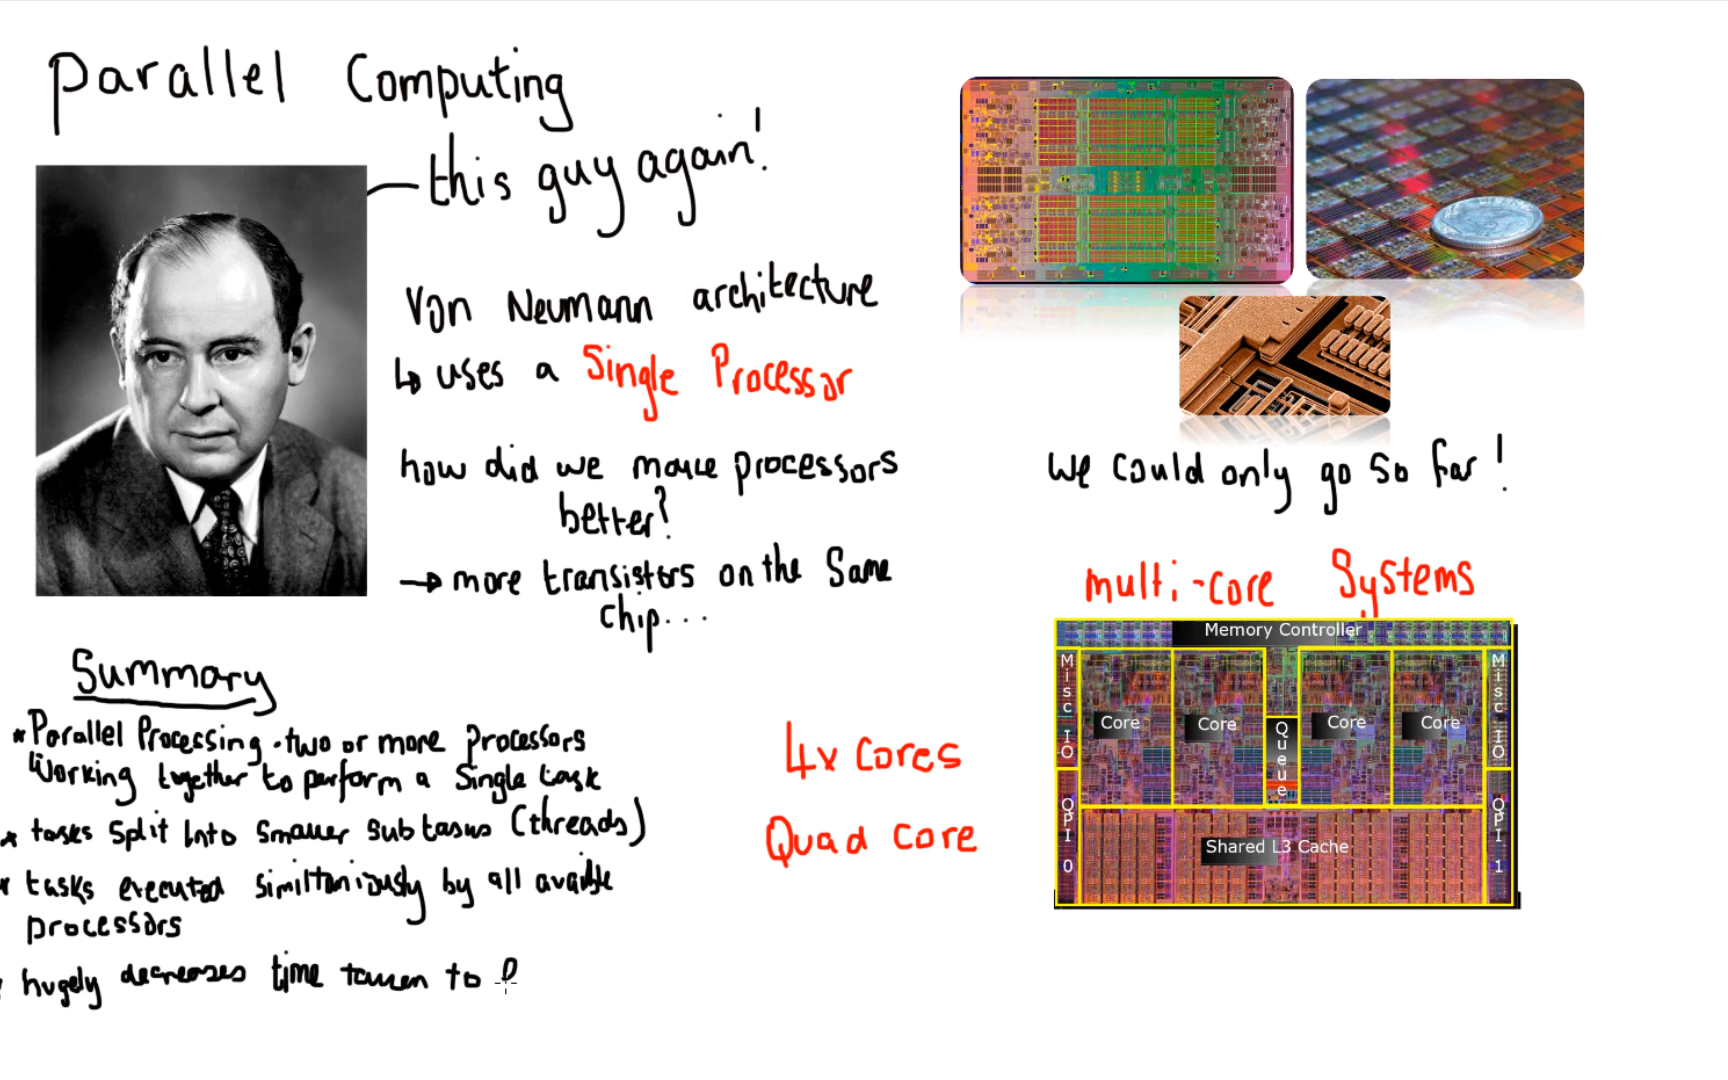 Parallel Computing
this guy again!
Von Neumann architecture
↳ uses a Single Processor
how did we make processors
better?
→ more transistors on the Same
chip...
we could only go so far!
multi-core Systems
Memory Controller
Misc IO
Core
Core
Queue
Core
Core
Misc IO
QPI 0
Shared L3 Cache
QPI 1
4x Cores
Quad core
Summary
* Parallel Processing - two or more processors
Working together to perform a Single task
* tasks Split Into Smaller Sub tasks (threads)
* tasks executed simultaniously by all
processors
* hugely decreases time taken to P